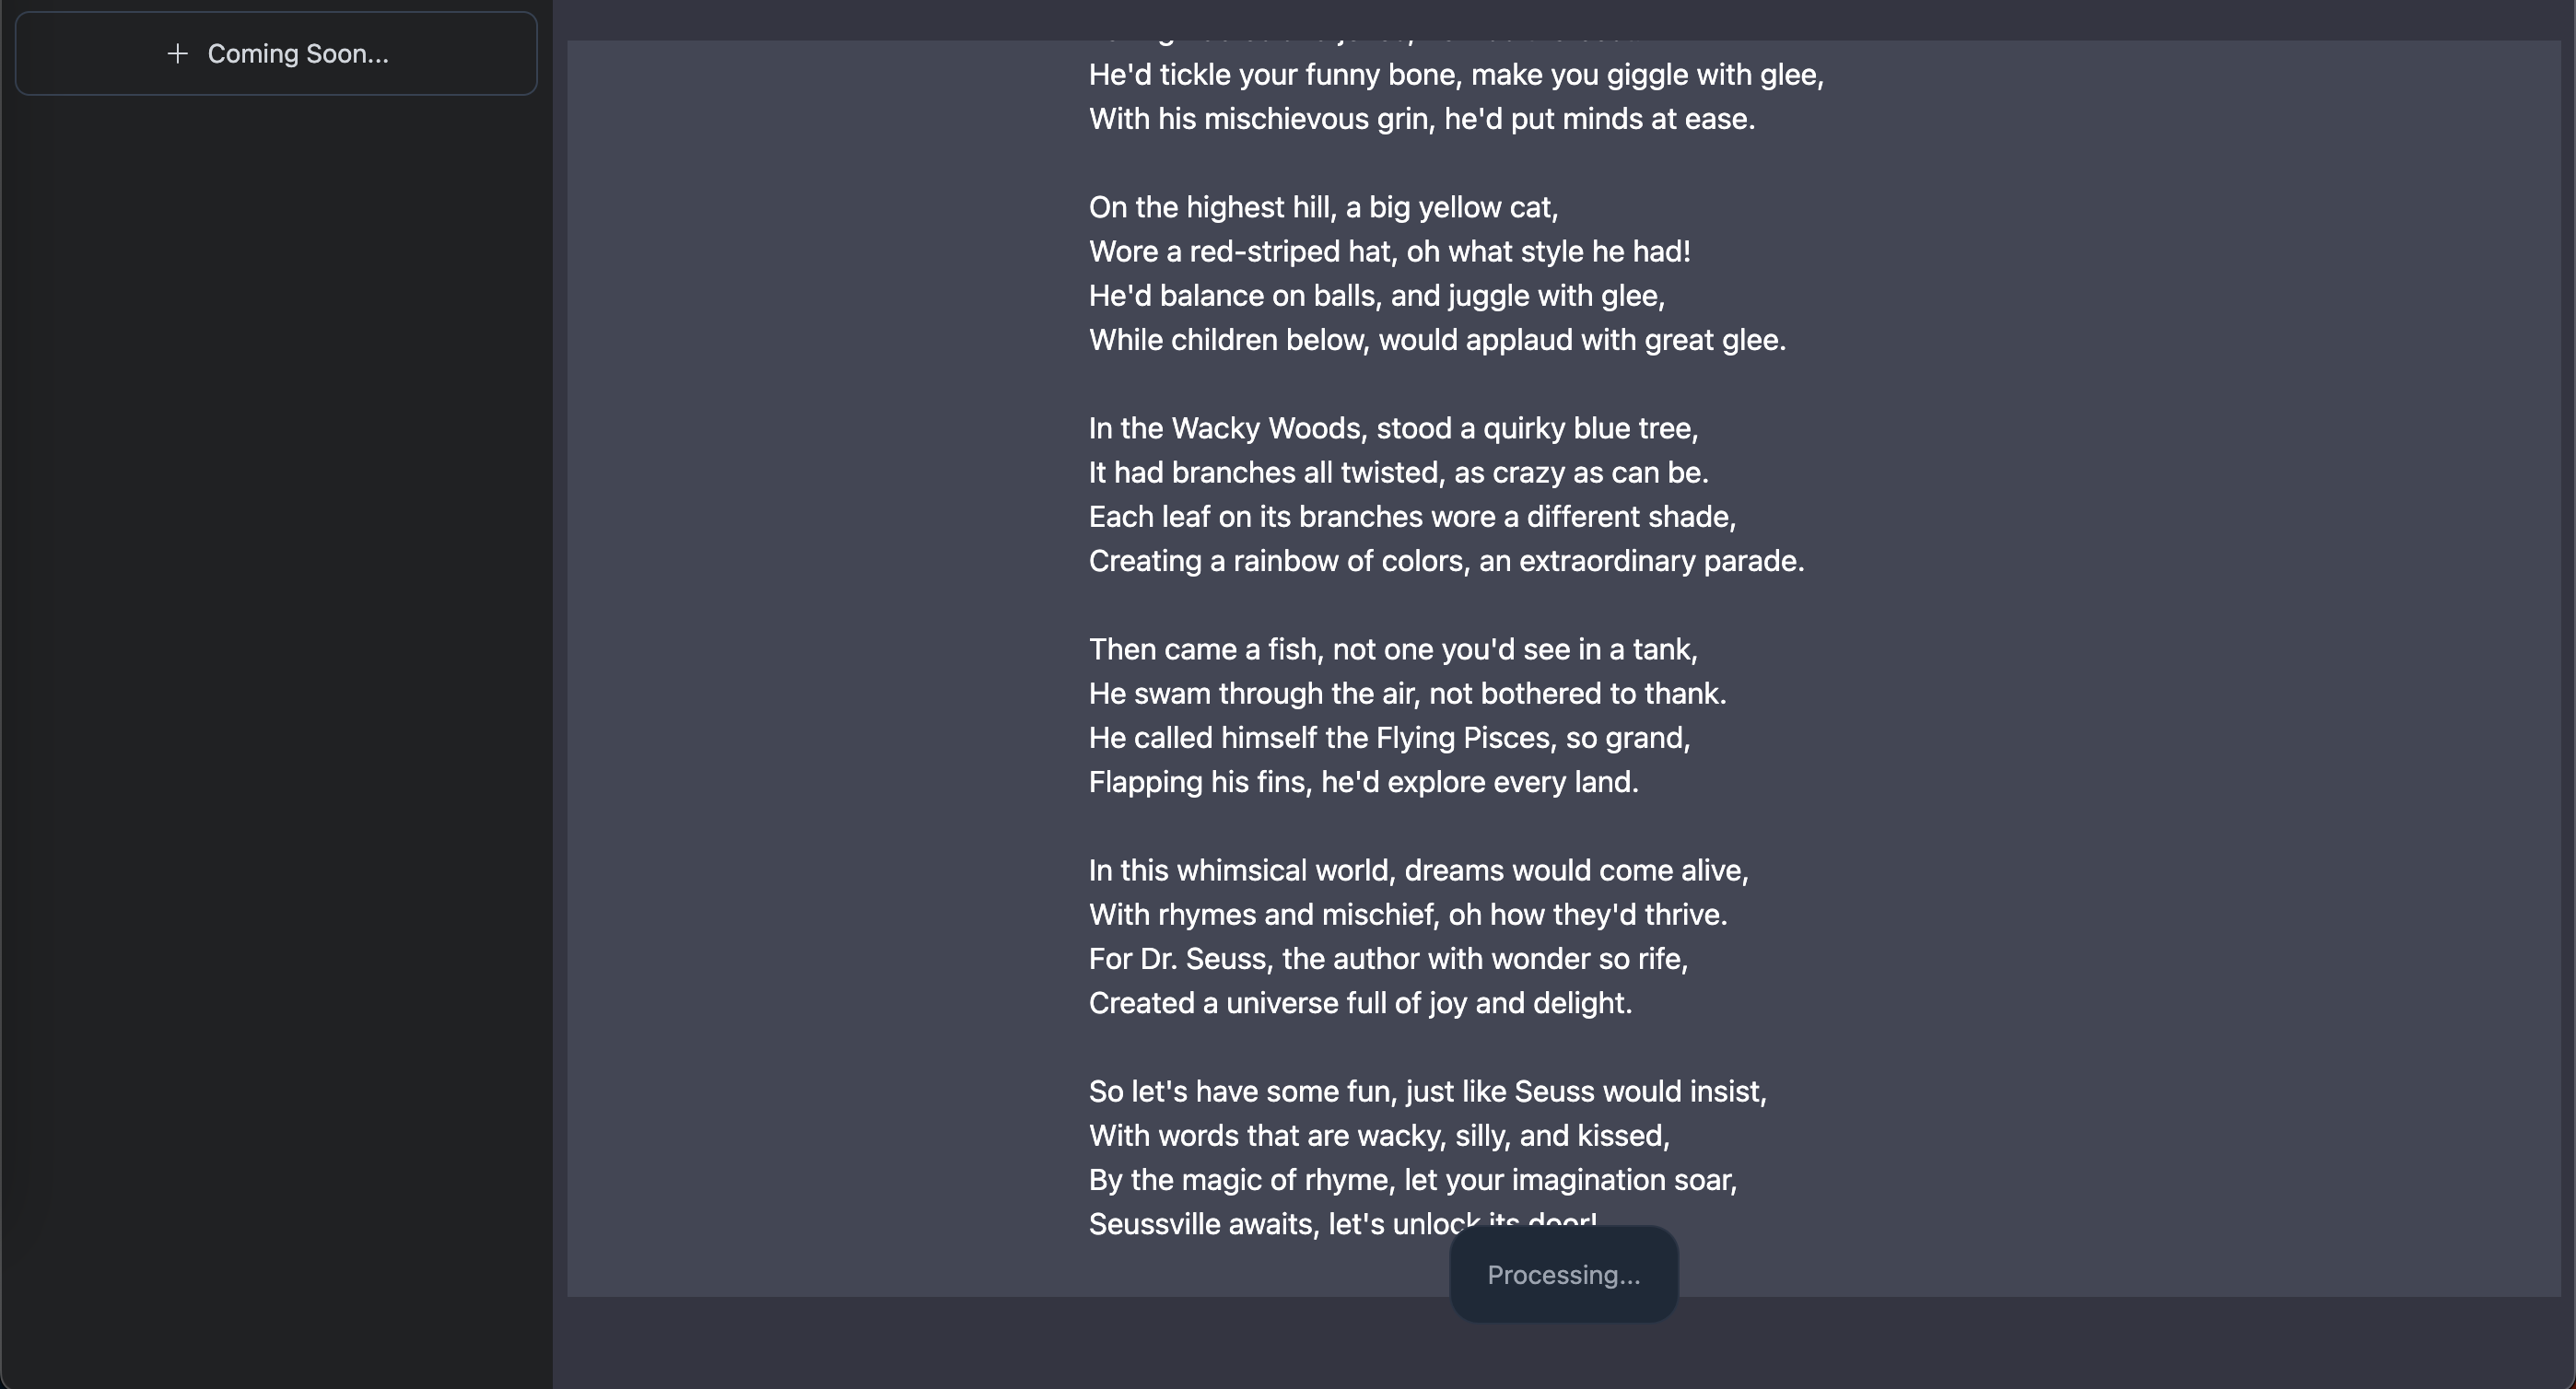 + Coming Soon...
He'd tickle your funny bone, make you giggle with glee,
With his mischievous grin, he'd put minds at ease.
On the highest hill, a big yellow cat,
Wore a red-striped hat, oh what style he had!
He'd balance on balls, and juggle with glee,
While children below, would applaud with great glee.
In the Wacky Woods, stood a quirky blue tree,
It had branches all twisted, as crazy as can be.
Each leaf on its branches wore a different shade,
Creating a rainbow of colors, an extraordinary parade.
Then came a fish, not one you'd see in a tank,
He swam through the air, not bothered to thank.
He called himself the Flying Pisces, so grand,
Flapping his fins, he'd explore every land.
In this whimsical world, dreams would come alive,
With rhymes and mischief, oh how they'd thrive.
For Dr. Seuss, the author with wonder so rife,
Created a universe full of joy and delight.
So let's have some fun, just like Seuss would insist,
With words that are wacky, silly, and kissed,
By the magic of rhyme, let your imagination soar,
Seussville awaits, let's unlock its door!
Processing...